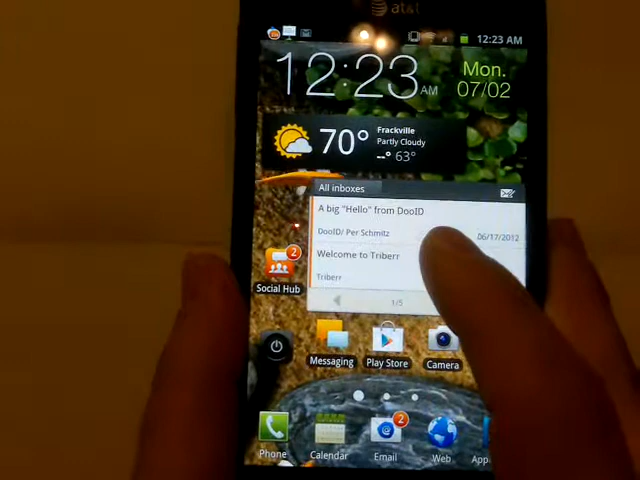 at&t
12:23 AM
12:23 AM
Mon.
07/02
70°
Frackville
Partly Cloudy
--° 63°
All inboxes
A big "Hello" from DooID
DooID/ Per Schmitz
06/17/2012
Welcome to Triberr
Triberr
1/5
2
Social Hub
Messaging
Play Store
Camera
2
Phone
Calendar
Email
Web
App